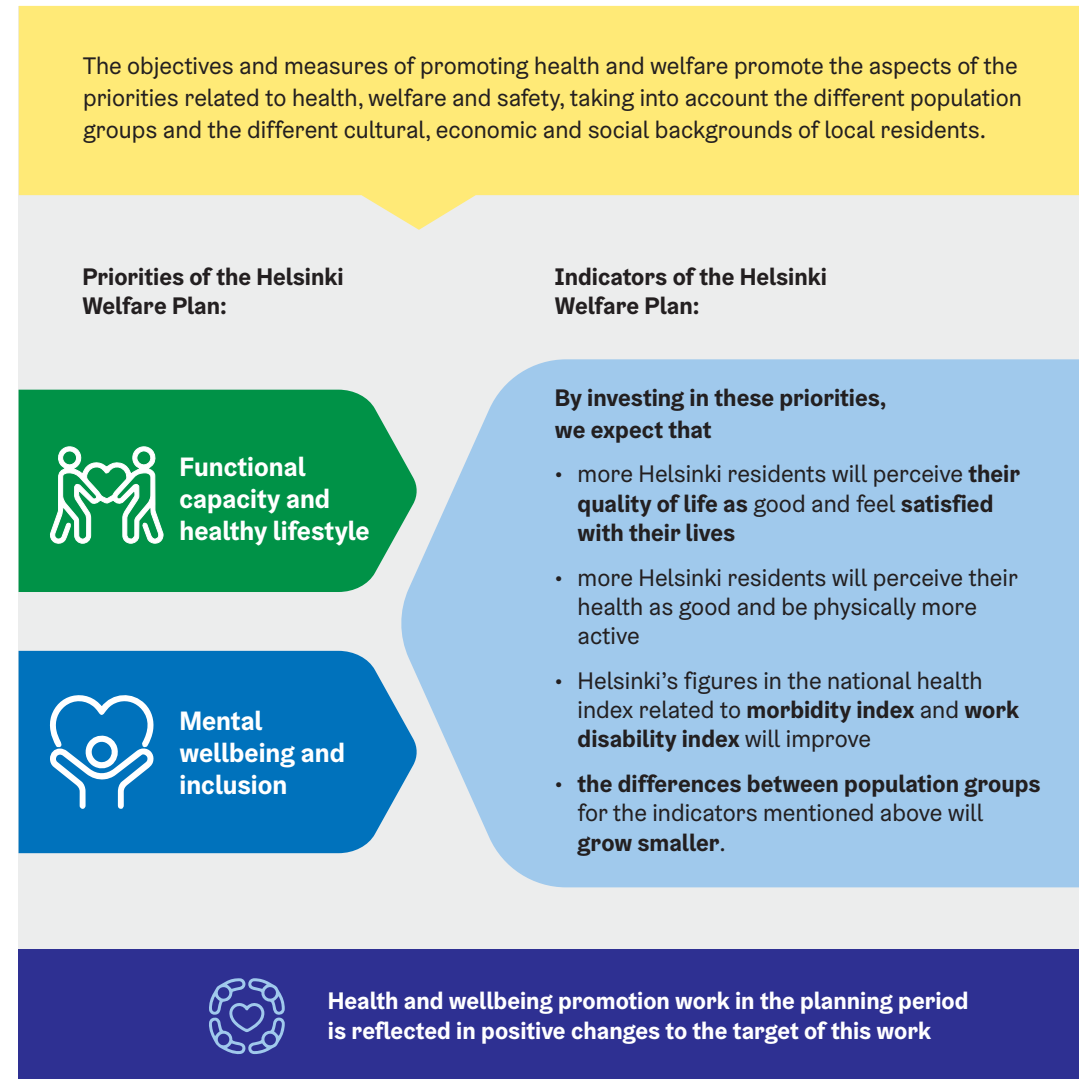 The objectives and measures of promoting health and welfare promote the aspects of the
priorities related to health, welfare and safety, taking into account the different population
groups and the different cultural, economic and social backgrounds of local residents.
Priorities of the Helsinki
Welfare Plan:
Functional
capacity and
healthy lifestyle
Mental
wellbeing and
inclusion
Indicators of the Helsinki
Welfare Plan:
By investing in these priorities,
we expect that
• more Helsinki residents will perceive their
quality of life as good and feel satisfied
with their lives
• more Helsinki residents will perceive their
health as good and be physically more
active
• Helsinki's figures in the national health
index related to morbidity index and work
disability index will improve
• the differences between population groups
for the indicators mentioned above will
grow smaller.
Health and wellbeing promotion work in the planning period
is reflected in positive changes to the target of this work